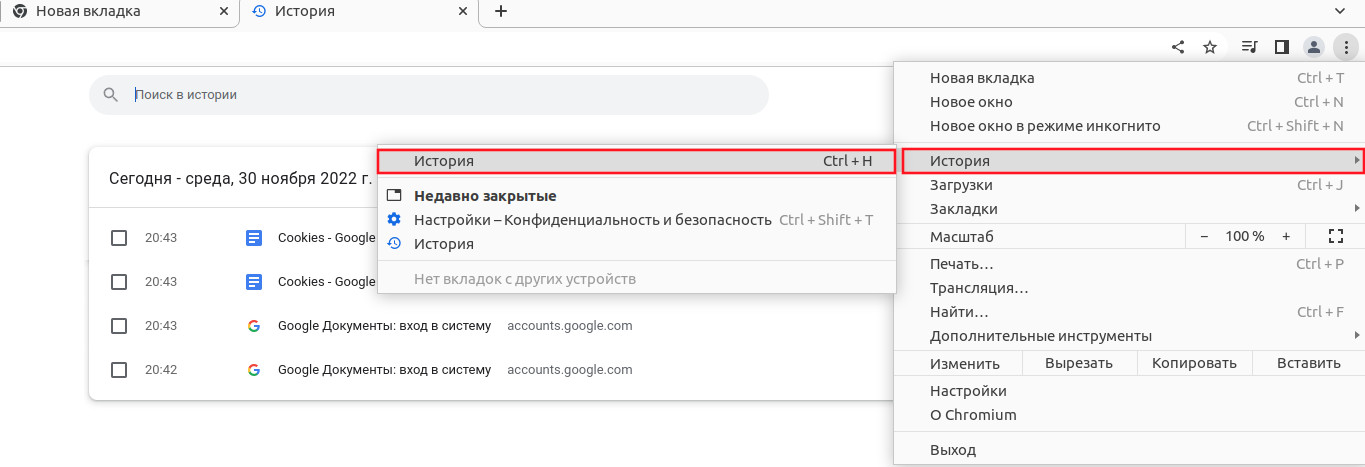 Новая вкладка
История
Поиск в истории
Сегодня - среда, 30 ноября 2022 г.
20:43 Cookies - Google
20:43 Cookies - Google
20:43 Google Документы: вход в систему accounts.google.com
20:42 Google Документы: вход в систему accounts.google.com
История Ctrl + H
Недавно закрытые
Настройки – Конфиденциальность и безопасность Ctrl + Shift + T
История
Нет вкладок с других устройств
Новая вкладка Ctrl + T
Новое окно Ctrl + N
Новое окно в режиме инкогнито Ctrl + Shift + N
История
Загрузки Ctrl + J
Закладки
Масштаб − 100 % +
Печать… Ctrl + P
Трансляция…
Найти… Ctrl + F
Дополнительные инструменты
Изменить Вырезать Копировать Вставить
Настройки
О Chromium
Выход